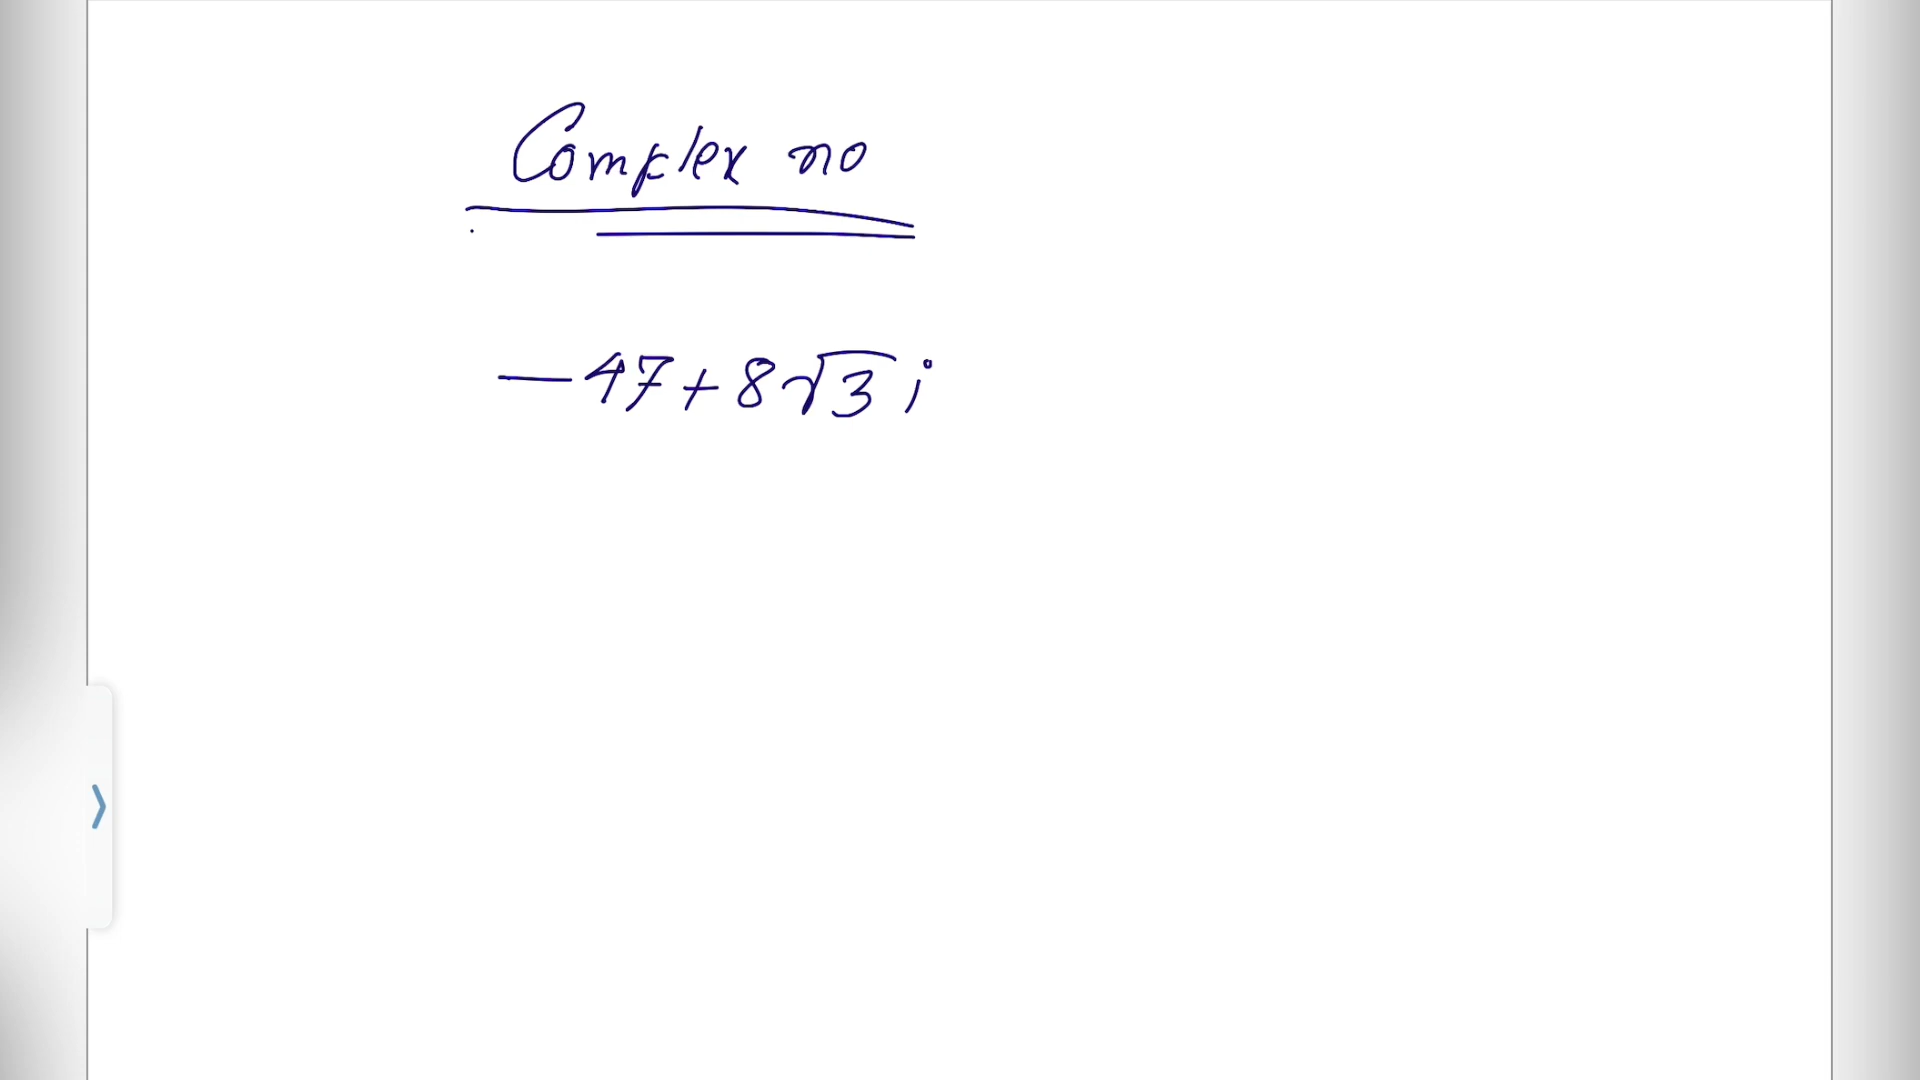 Complex no
— 47 + 8√3 i